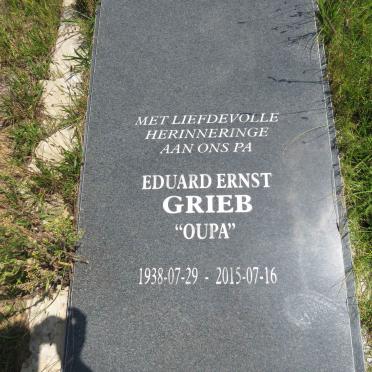 MET LIEFDEVOLLE
HERINNERINGE
AAN ONS PA
EDUARD ERNST
GRIEB
"OUPA"
1938-07-29 - 2015-07-16